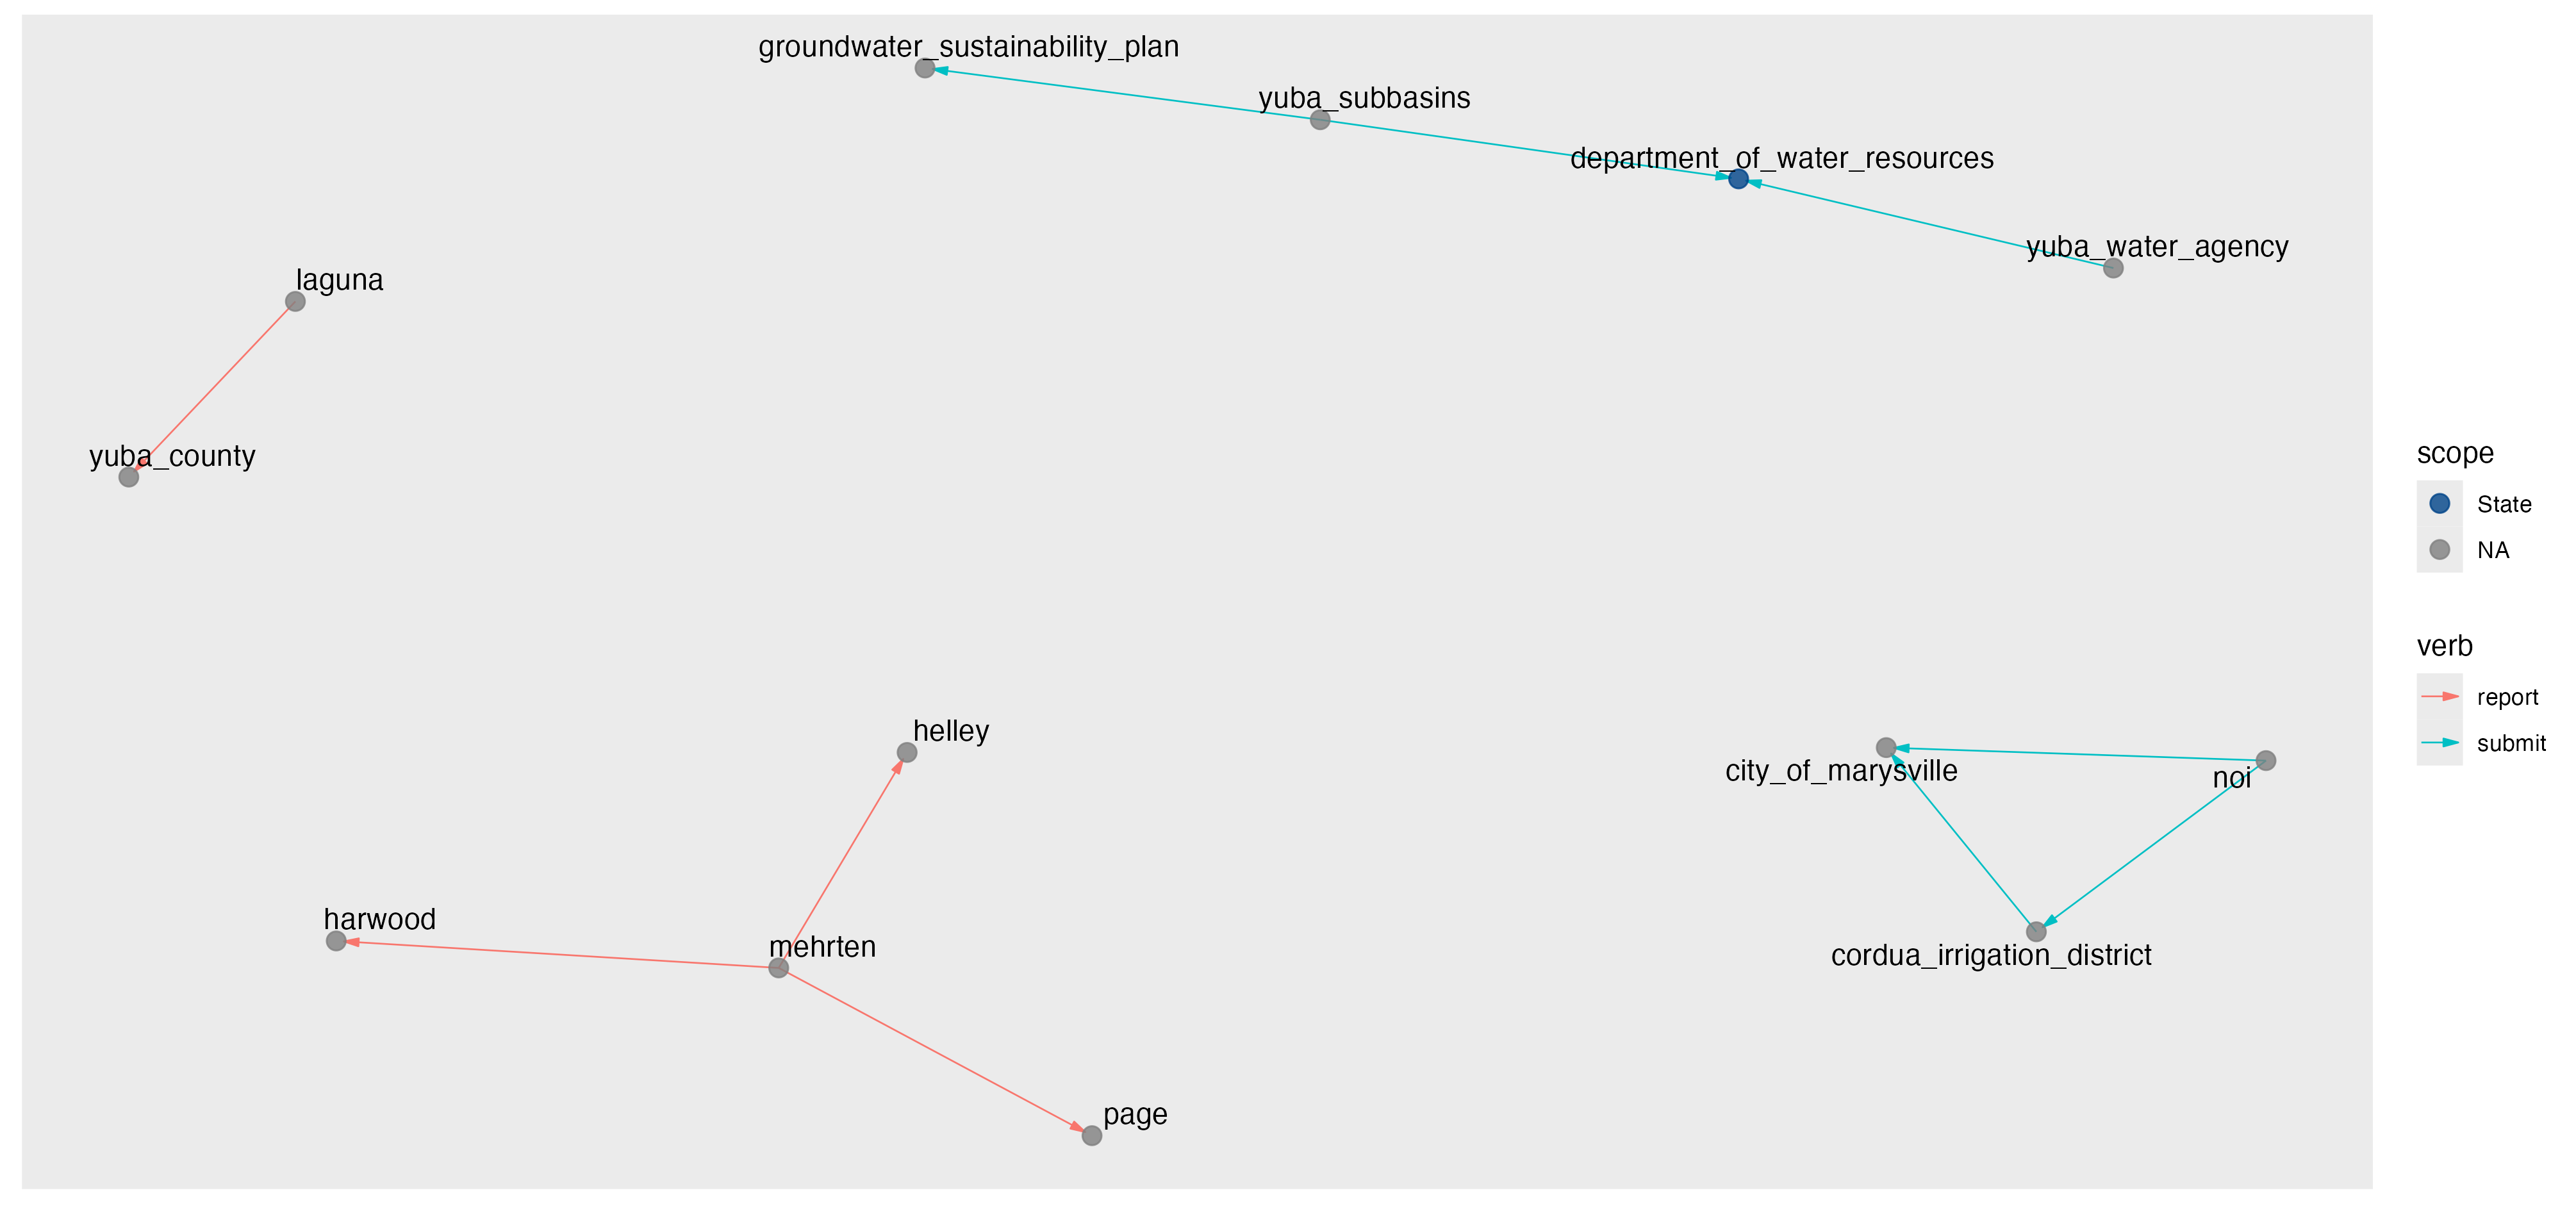 groundwater_sustainability_plan
yuba_subbasins
department_of_water_resources
yuba_water_agency
laguna
yuba_county
helley
city_of_marysville
noi
harwood
mehrten
cordua_irrigation_district
page
scope
State
NA
verb
report
submit